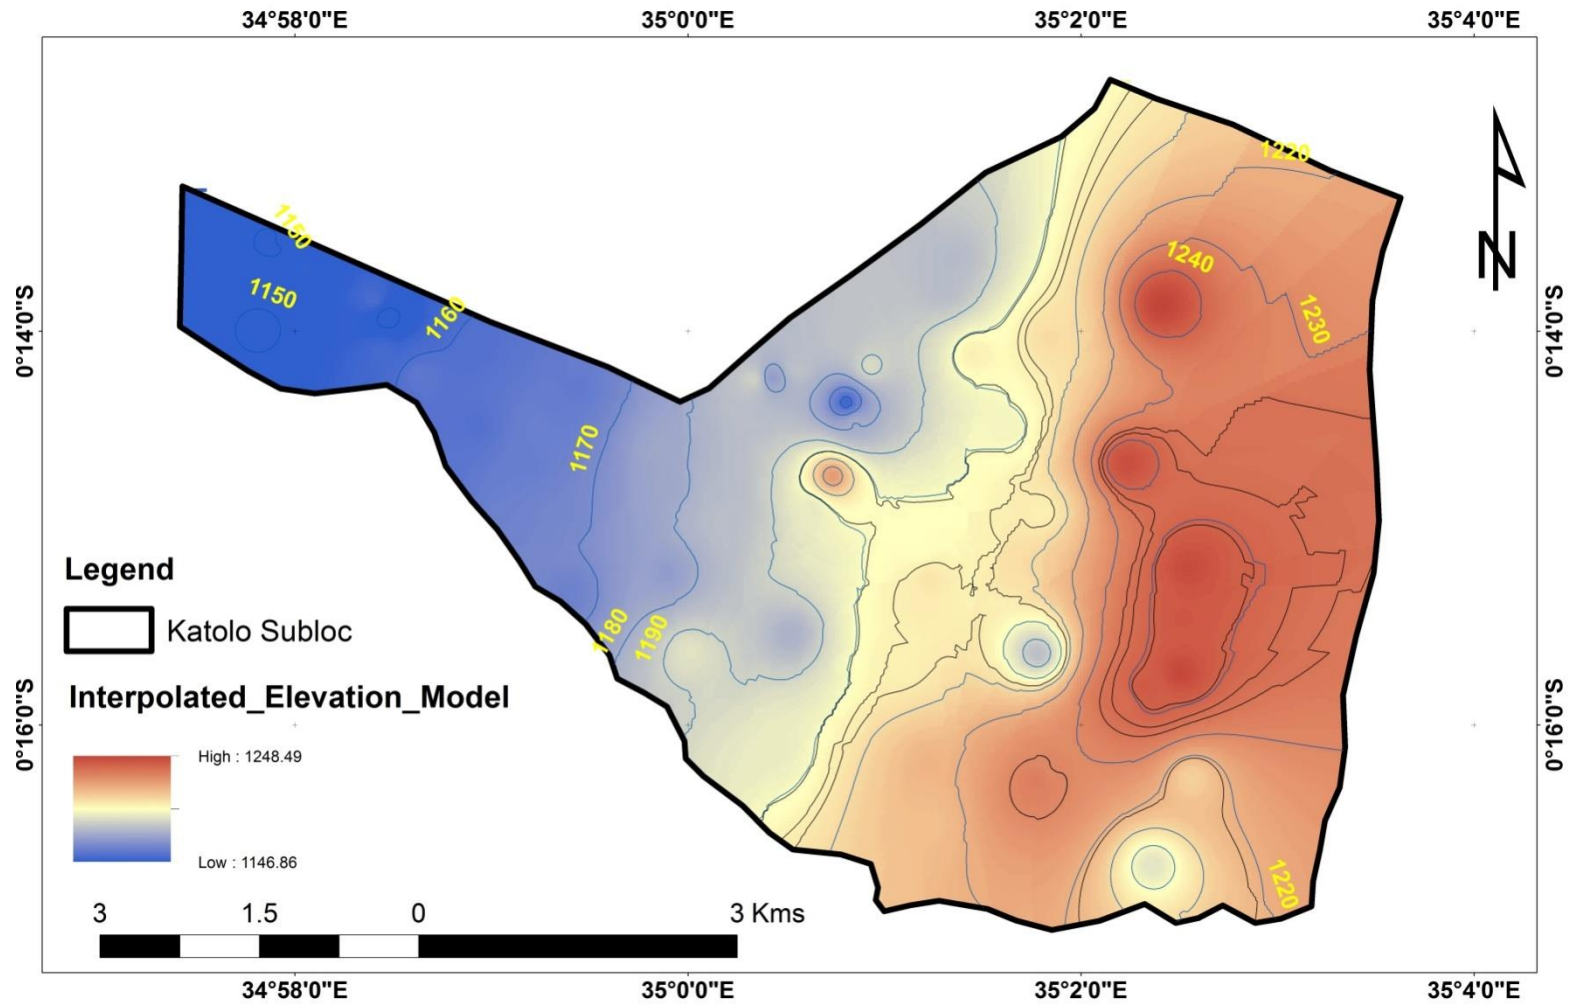 34°58'0"E 35°0'0"E 35°2'0"E 35°4'0"E
1220
1150
1240
1150
1160
1230
0°14'0"S
0°14'0"S
N
1170
Legend
Katolo Subloc
1180
1190
Interpolated_Elevation_Model
High : 1248.49
Low : 1146.86
0°16'0"S
0°16'0"S
1220
3 1.5 0 3 Kms
34°58'0"E 35°0'0"E 35°2'0"E 35°4'0"E